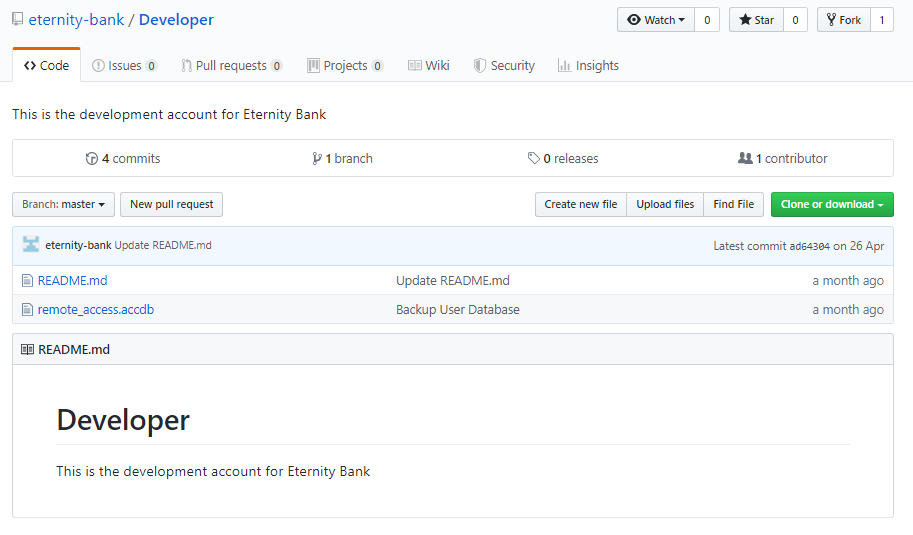 eternity-bank / Developer
Watch 0 Star 0 Fork 1
Code Issues 0 Pull requests 0 Projects 0 Wiki Security Insights
This is the development account for Eternity Bank
4 commits 1 branch 0 releases 1 contributor
Branch: master New pull request Create new file Upload files Find File Clone or download
eternity-bank Update README.md Latest commit ad64304 on 26 Apr
README.md Update README.md a month ago
remote_access.accdb Backup User Database a month ago
README.md
Developer
This is the development account for Eternity Bank